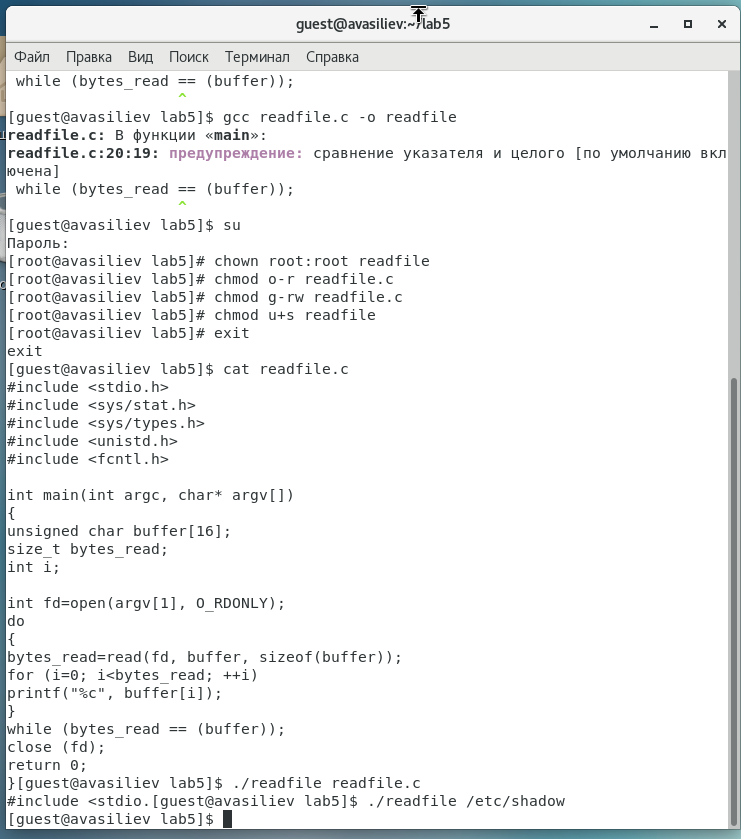 guest@avasiliev:~/lab5
Файл Правка Вид Поиск Терминал Справка
while (bytes_read == (buffer));
^
[guest@avasiliev lab5]$ gcc readfile.c -o readfile
readfile.c: В функции «main»:
readfile.c:20:19: предупреждение: сравнение указателя и целого [по умолчанию вкл
ючена]
while (bytes_read == (buffer));
^
[guest@avasiliev lab5]$ su
Пароль:
[root@avasiliev lab5]# chown root:root readfile
[root@avasiliev lab5]# chmod o-r readfile.c
[root@avasiliev lab5]# chmod g-rw readfile.c
[root@avasiliev lab5]# chmod u+s readfile
[root@avasiliev lab5]# exit
exit
[guest@avasiliev lab5]$ cat readfile.c
#include <stdio.h>
#include <sys/stat.h>
#include <sys/types.h>
#include <unistd.h>
#include <fcntl.h>
int main(int argc, char* argv[])
{
unsigned char buffer[16];
size_t bytes_read;
int i;
int fd=open(argv[1], O_RDONLY);
do
{
bytes_read=read(fd, buffer, sizeof(buffer));
for (i=0; i<bytes_read; ++i)
printf("%c", buffer[i]);
}
while (bytes_read == (buffer));
close (fd);
return 0;
}[guest@avasiliev lab5]$ ./readfile readfile.c
#include <stdio.[guest@avasiliev lab5]$ ./readfile /etc/shadow
[guest@avasiliev lab5]$